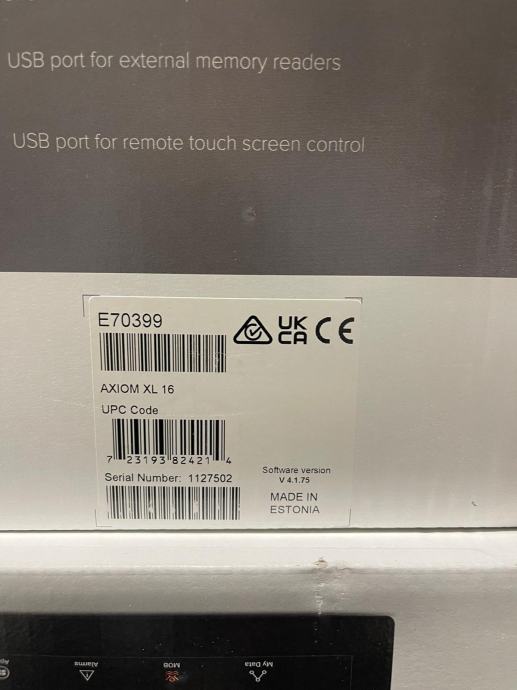 USB port for external memory readers
USB port for remote touch screen control
E70399
UK
CA
CE
AXIOM XL 16
UPC Code
7 23193 82421 4
Serial Number: 1127502
Software version
V 4.1.75
MADE IN
ESTONIA
Alarms
MOB
My Data